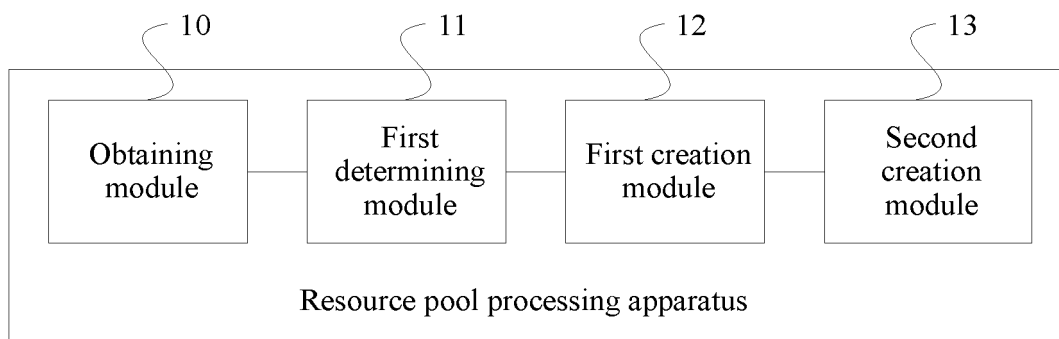 10
11
12
13
Obtaining
module
First
determining
module
First creation
module
Second
creation
module
Resource pool processing apparatus